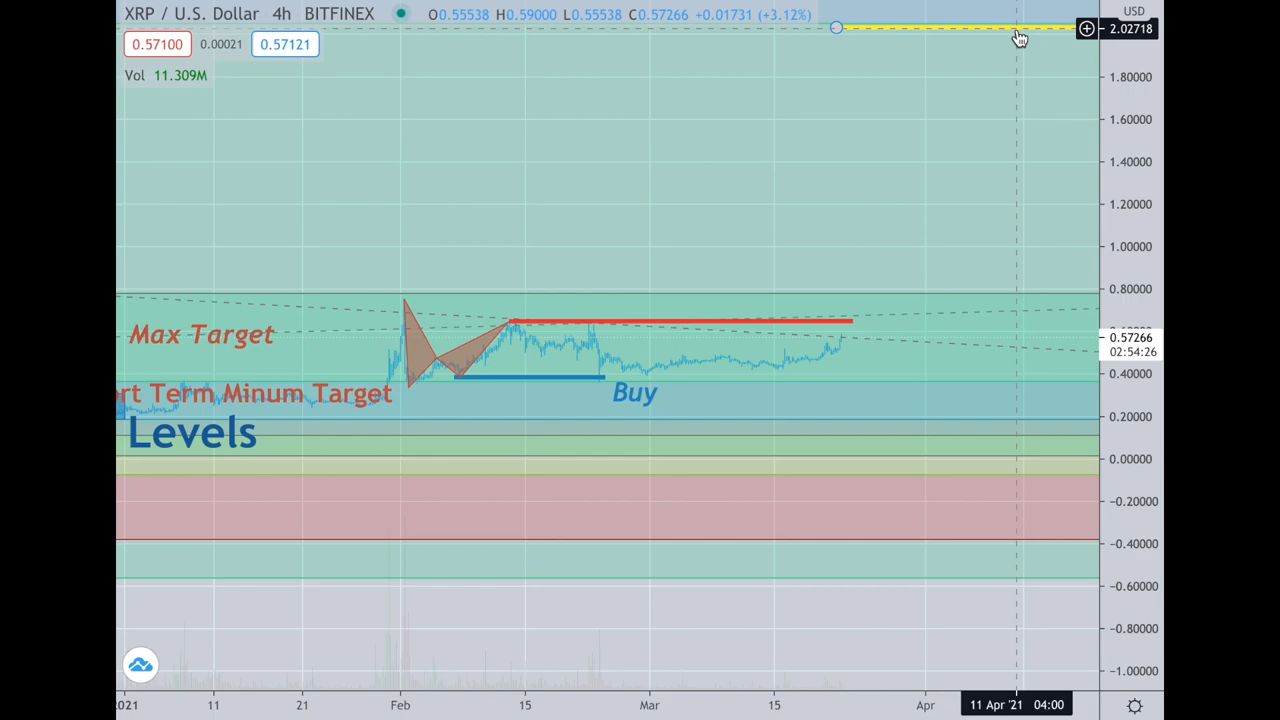 XRP / U.S. Dollar 4h BITFINEX O0.55538 H0.59000 L0.55538 C0.57266 +0.01731 (+3.12%)
USD
2.02718
0.57100 0.00021 0.57121
Vol 11.309M
1.80000
1.60000
1.40000
1.20000
1.00000
0.80000
Max Target
0.57266
02:54:26
0.40000
ort Term Minum Target
Buy
0.20000
Levels
0.00000
−0.20000
−0.40000
−0.60000
−0.80000
−1.00000
2021 11 21 Feb 15 Mar 15 Apr 11 Apr '21 04:00